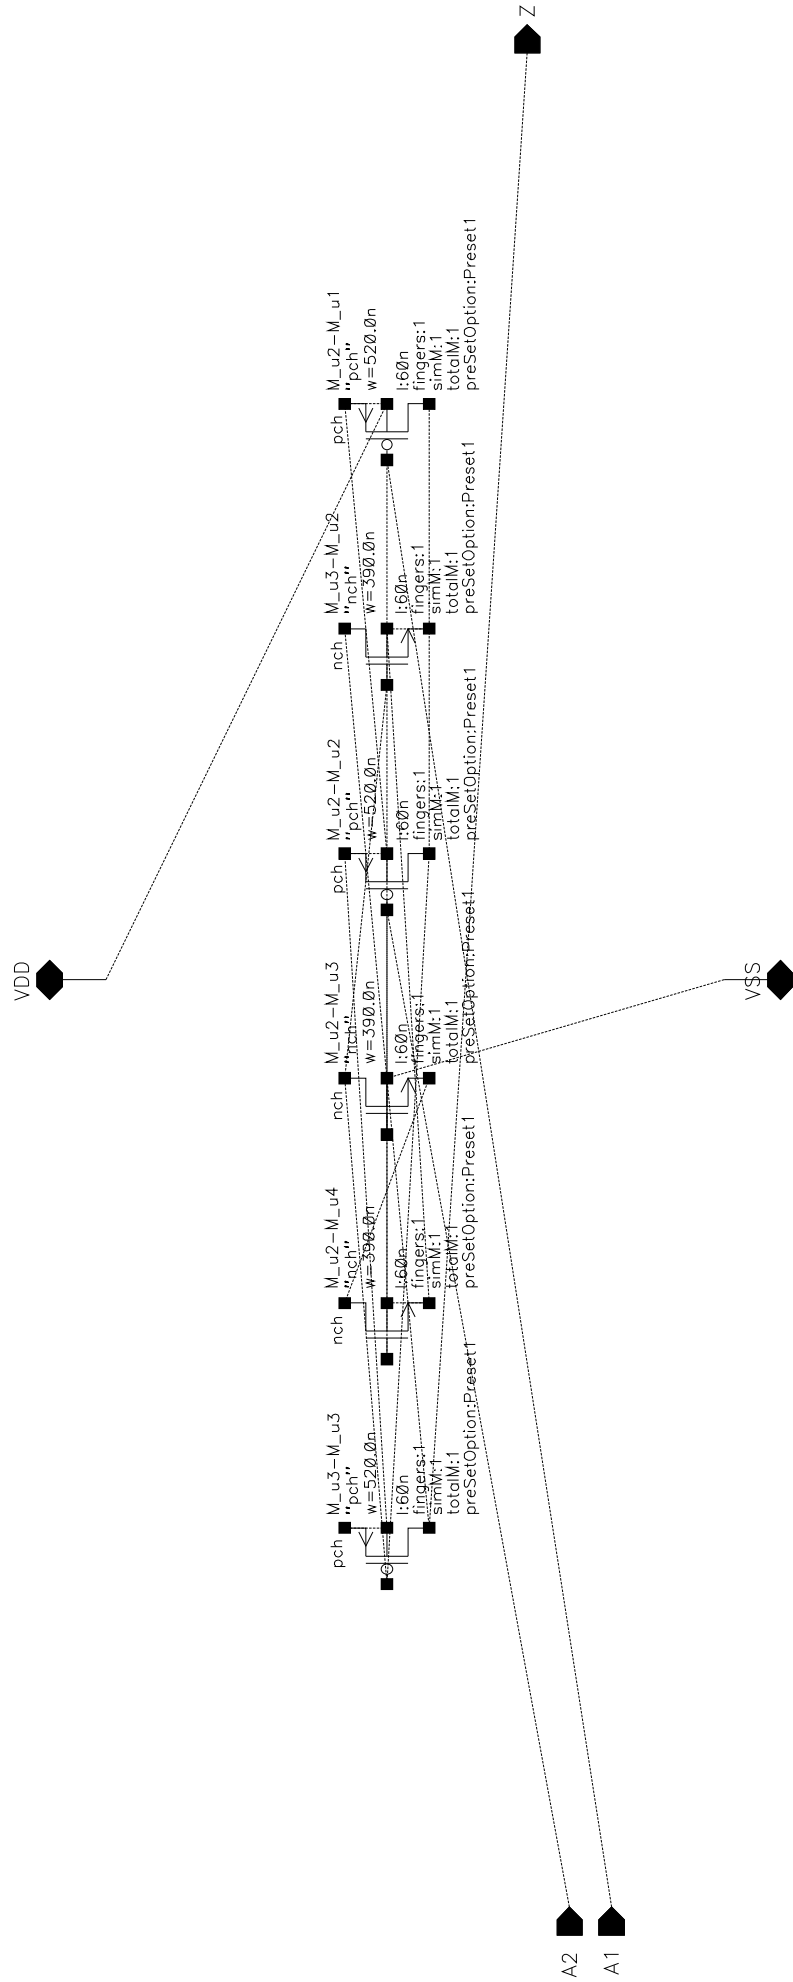 Z
M_u2-M_u1
"pch"
w=520.0n
pch
l:60n
fingers:1
simM:1
totalM:1
preSetOption:Preset1
M_u3-M_u2
"nch"
w=390.0n
nch
l:60n
fingers:1
simM:1
totalM:1
preSetOption:Preset1
M_u2-M_u2
"pch"
w=520.0n
pch
l:60n
fingers:1
simM:1
totalM:1
preSetOption:Preset1
VDD
VSS
M_u2-M_u3
"nch"
w=390.0n
nch
l:60n
fingers:1
simM:1
totalM:1
preSetOption:Preset1
M_u2-M_u4
"nch"
w=390.0n
nch
l:60n
fingers:1
simM:1
totalM:1
preSetOption:Preset1
M_u3-M_u3
"pch"
w=520.0n
pch
l:60n
fingers:1
simM:1
totalM:1
preSetOption:Preset1
A2
A1